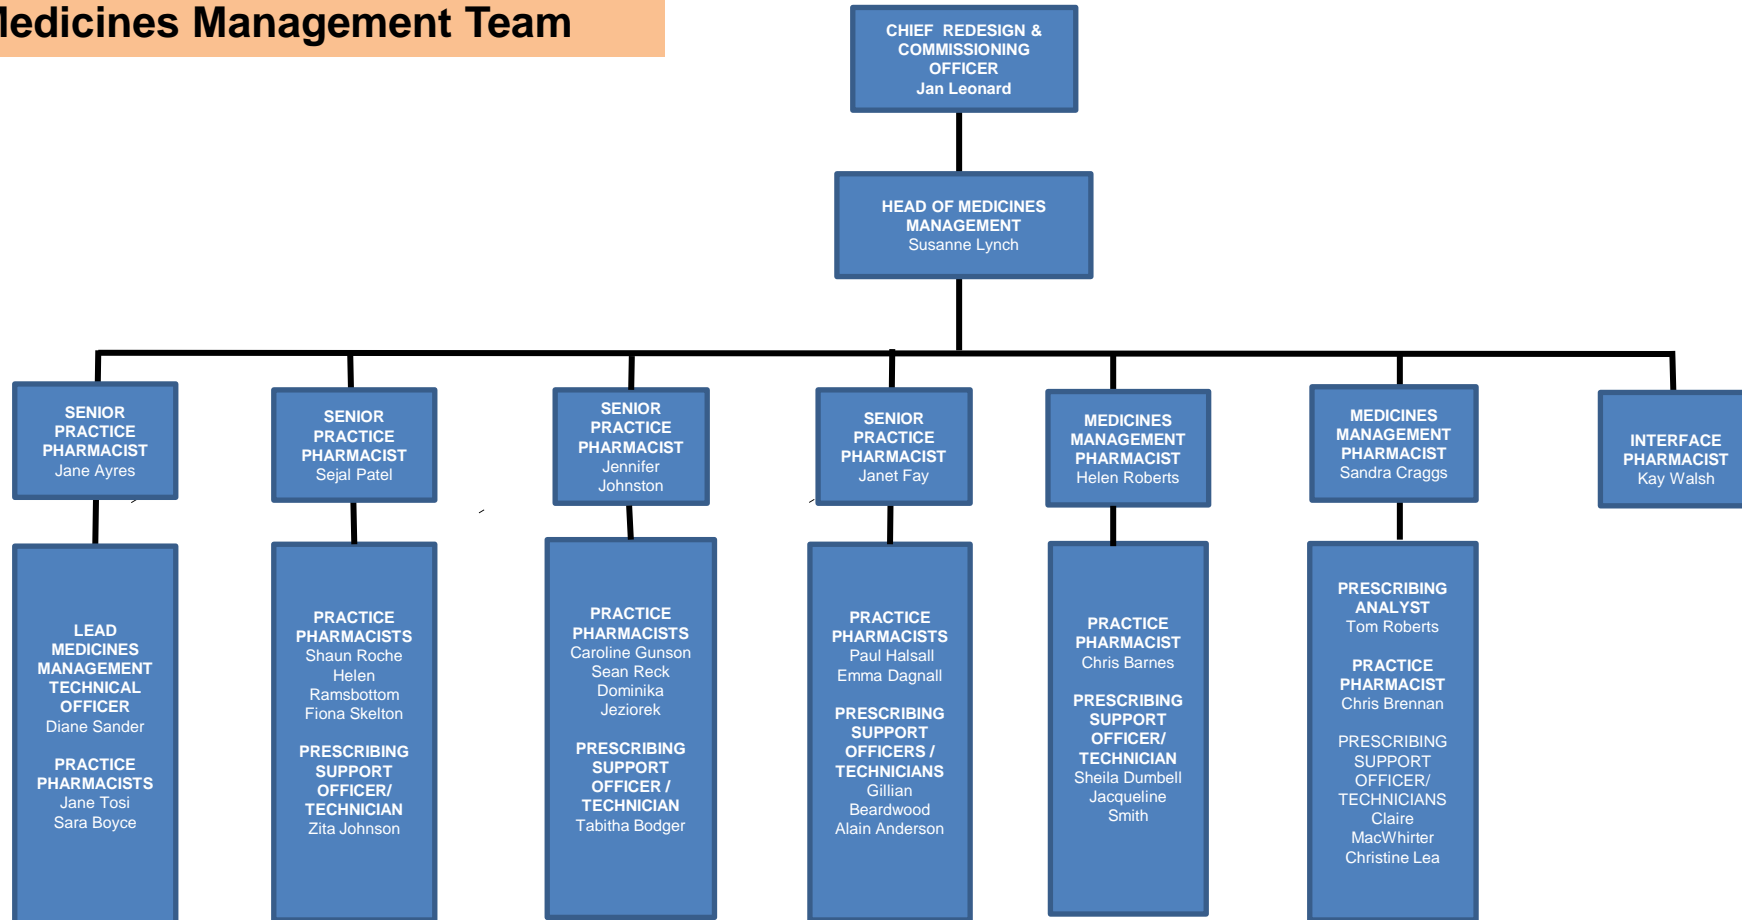 Medicines Management Team
CHIEF REDESIGN &
COMMISSIONING
OFFICER
Jan Leonard
HEAD OF MEDICINES
MANAGEMENT
Susanne Lynch
SENIOR
PRACTICE
PHARMACIST
Jane Ayres
SENIOR
PRACTICE
PHARMACIST
Sejal Patel
SENIOR
PRACTICE
PHARMACIST
Jennifer
Johnston
SENIOR
PRACTICE
PHARMACIST
Janet Fay
MEDICINES
MANAGEMENT
PHARMACIST
Helen Roberts
MEDICINES
MANAGEMENT
PHARMACIST
Sandra Craggs
INTERFACE
PHARMACIST
Kay Walsh
LEAD
MEDICINES
MANAGEMENT
TECHNICAL
OFFICER
Diane Sander
PRACTICE
PHARMACISTS
Jane Tosi
Sara Boyce
PRACTICE
PHARMACISTS
Shaun Roche
Helen
Ramsbottom
Fiona Skelton
PRESCRIBING
SUPPORT
OFFICER/
TECHNICIAN
Zita Johnson
PRACTICE
PHARMACISTS
Caroline Gunson
Sean Reck
Dominika
Jeziorek
PRESCRIBING
SUPPORT
OFFICER /
TECHNICIAN
Tabitha Bodger
PRACTICE
PHARMACISTS
Paul Halsall
Emma Dagnall
PRESCRIBING
SUPPORT
OFFICERS /
TECHNICIANS
Gillian
Beardwood
Alain Anderson
PRACTICE
PHARMACIST
Chris Barnes
PRESCRIBING
SUPPORT
OFFICER/
TECHNICIAN
Sheila Dumbell
Jacqueline
Smith
PRESCRIBING
ANALYST
Tom Roberts
PRACTICE
PHARMACIST
Chris Brennan
PRESCRIBING
SUPPORT
OFFICER/
TECHNICIANS
Claire
MacWhirter
Christine Lea